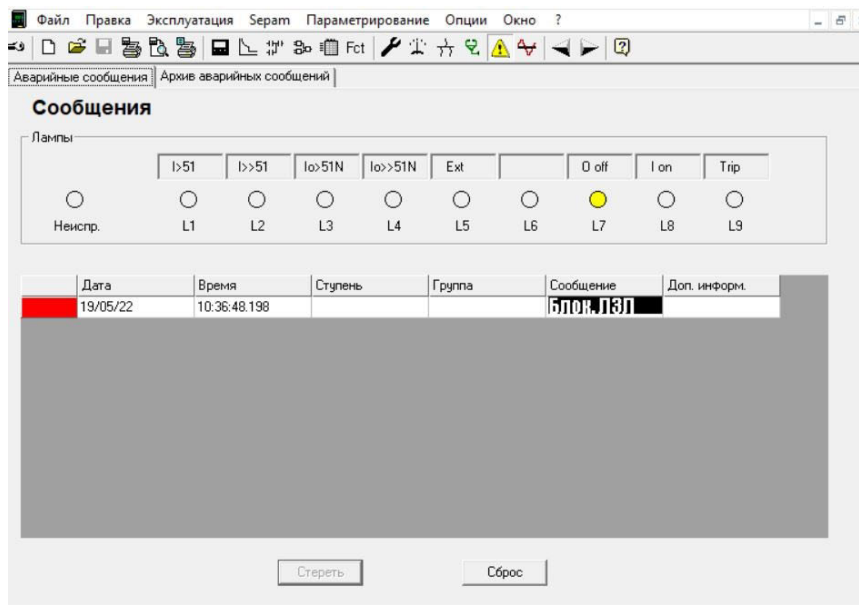 Файл Правка Эксплуатация Sepam Параметрирование Опции Окно ?
Fct
Аварийные сообщения Архив аварийных сообщений
Сообщения
Лампы
I>51 I>>51 Io>51N Io>>51N Ext O off I on Trip
Неиспр. L1 L2 L3 L4 L5 L6 L7 L8 L9
Дата Время Ступень Группа Сообщение Доп. информ.
19/05/22 10:36:48.198 Блок.ЛЗП
Стереть Сброс